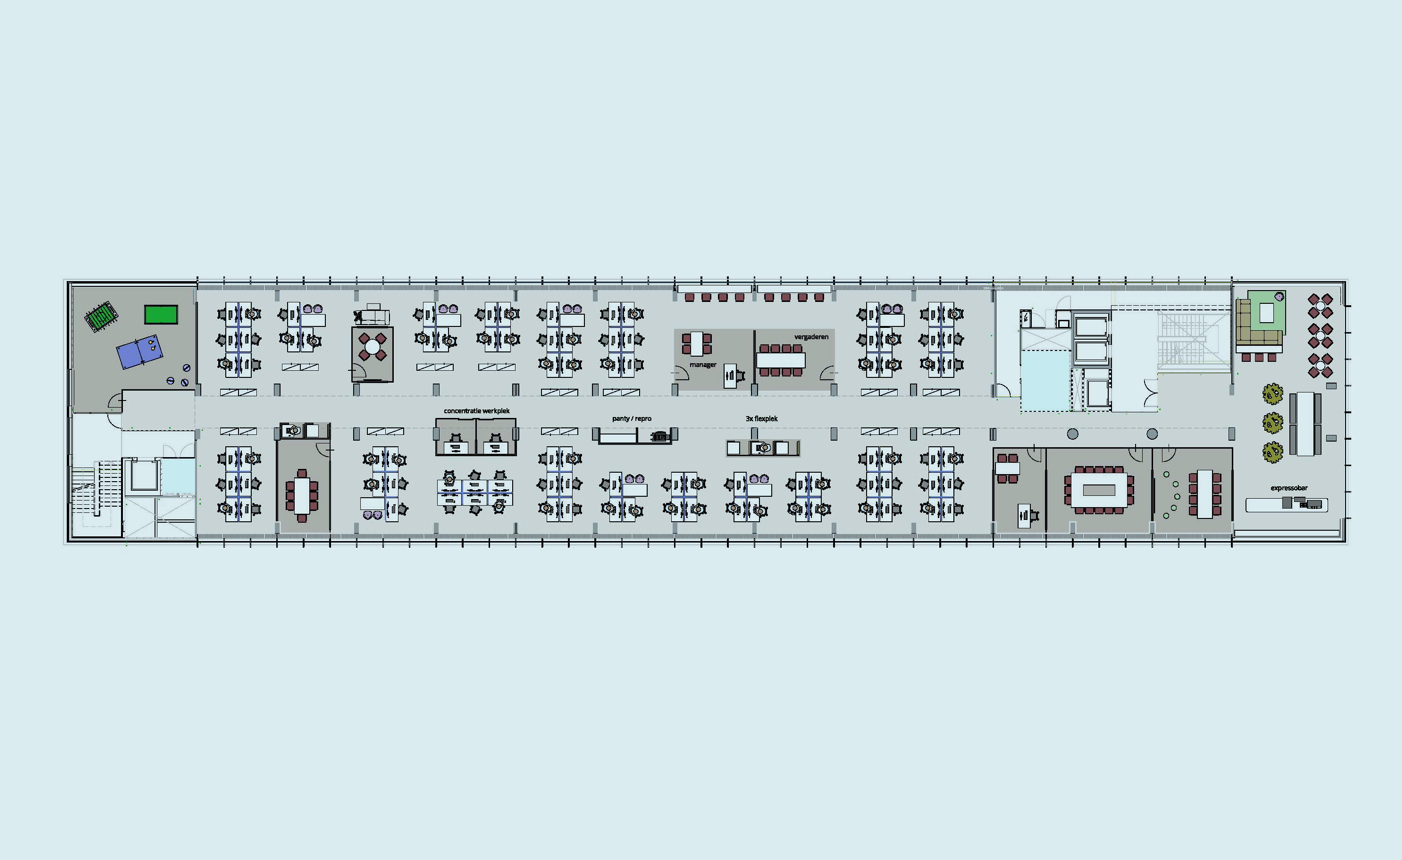 vergaderen
manager
concentratie werkplek
panty / repro
3x flexplek
expressobar